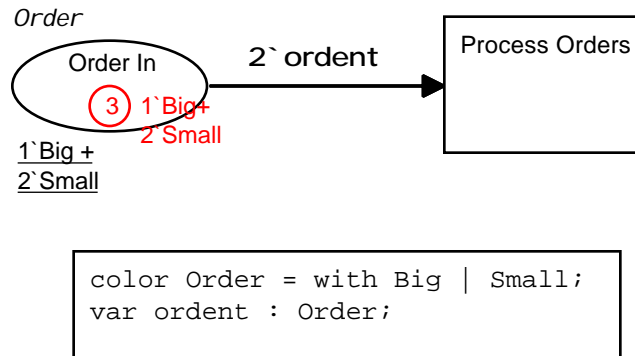 Order
Order In
2`ordent
Process Orders
3
1`Big+
2`Small
1`Big +
2`Small
color Order = with Big | Small;
var ordent : Order;